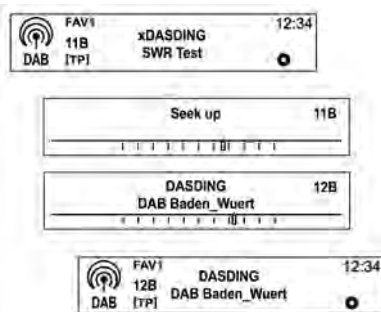 FAV1 12:34
11B xDASDING
DAB [TP] SWR Test
Seek up 11B
DASDING 12B
DAB Baden_Wuert
FAV1 12:34
12B DASDING
DAB [TP] DAB Baden_Wuert